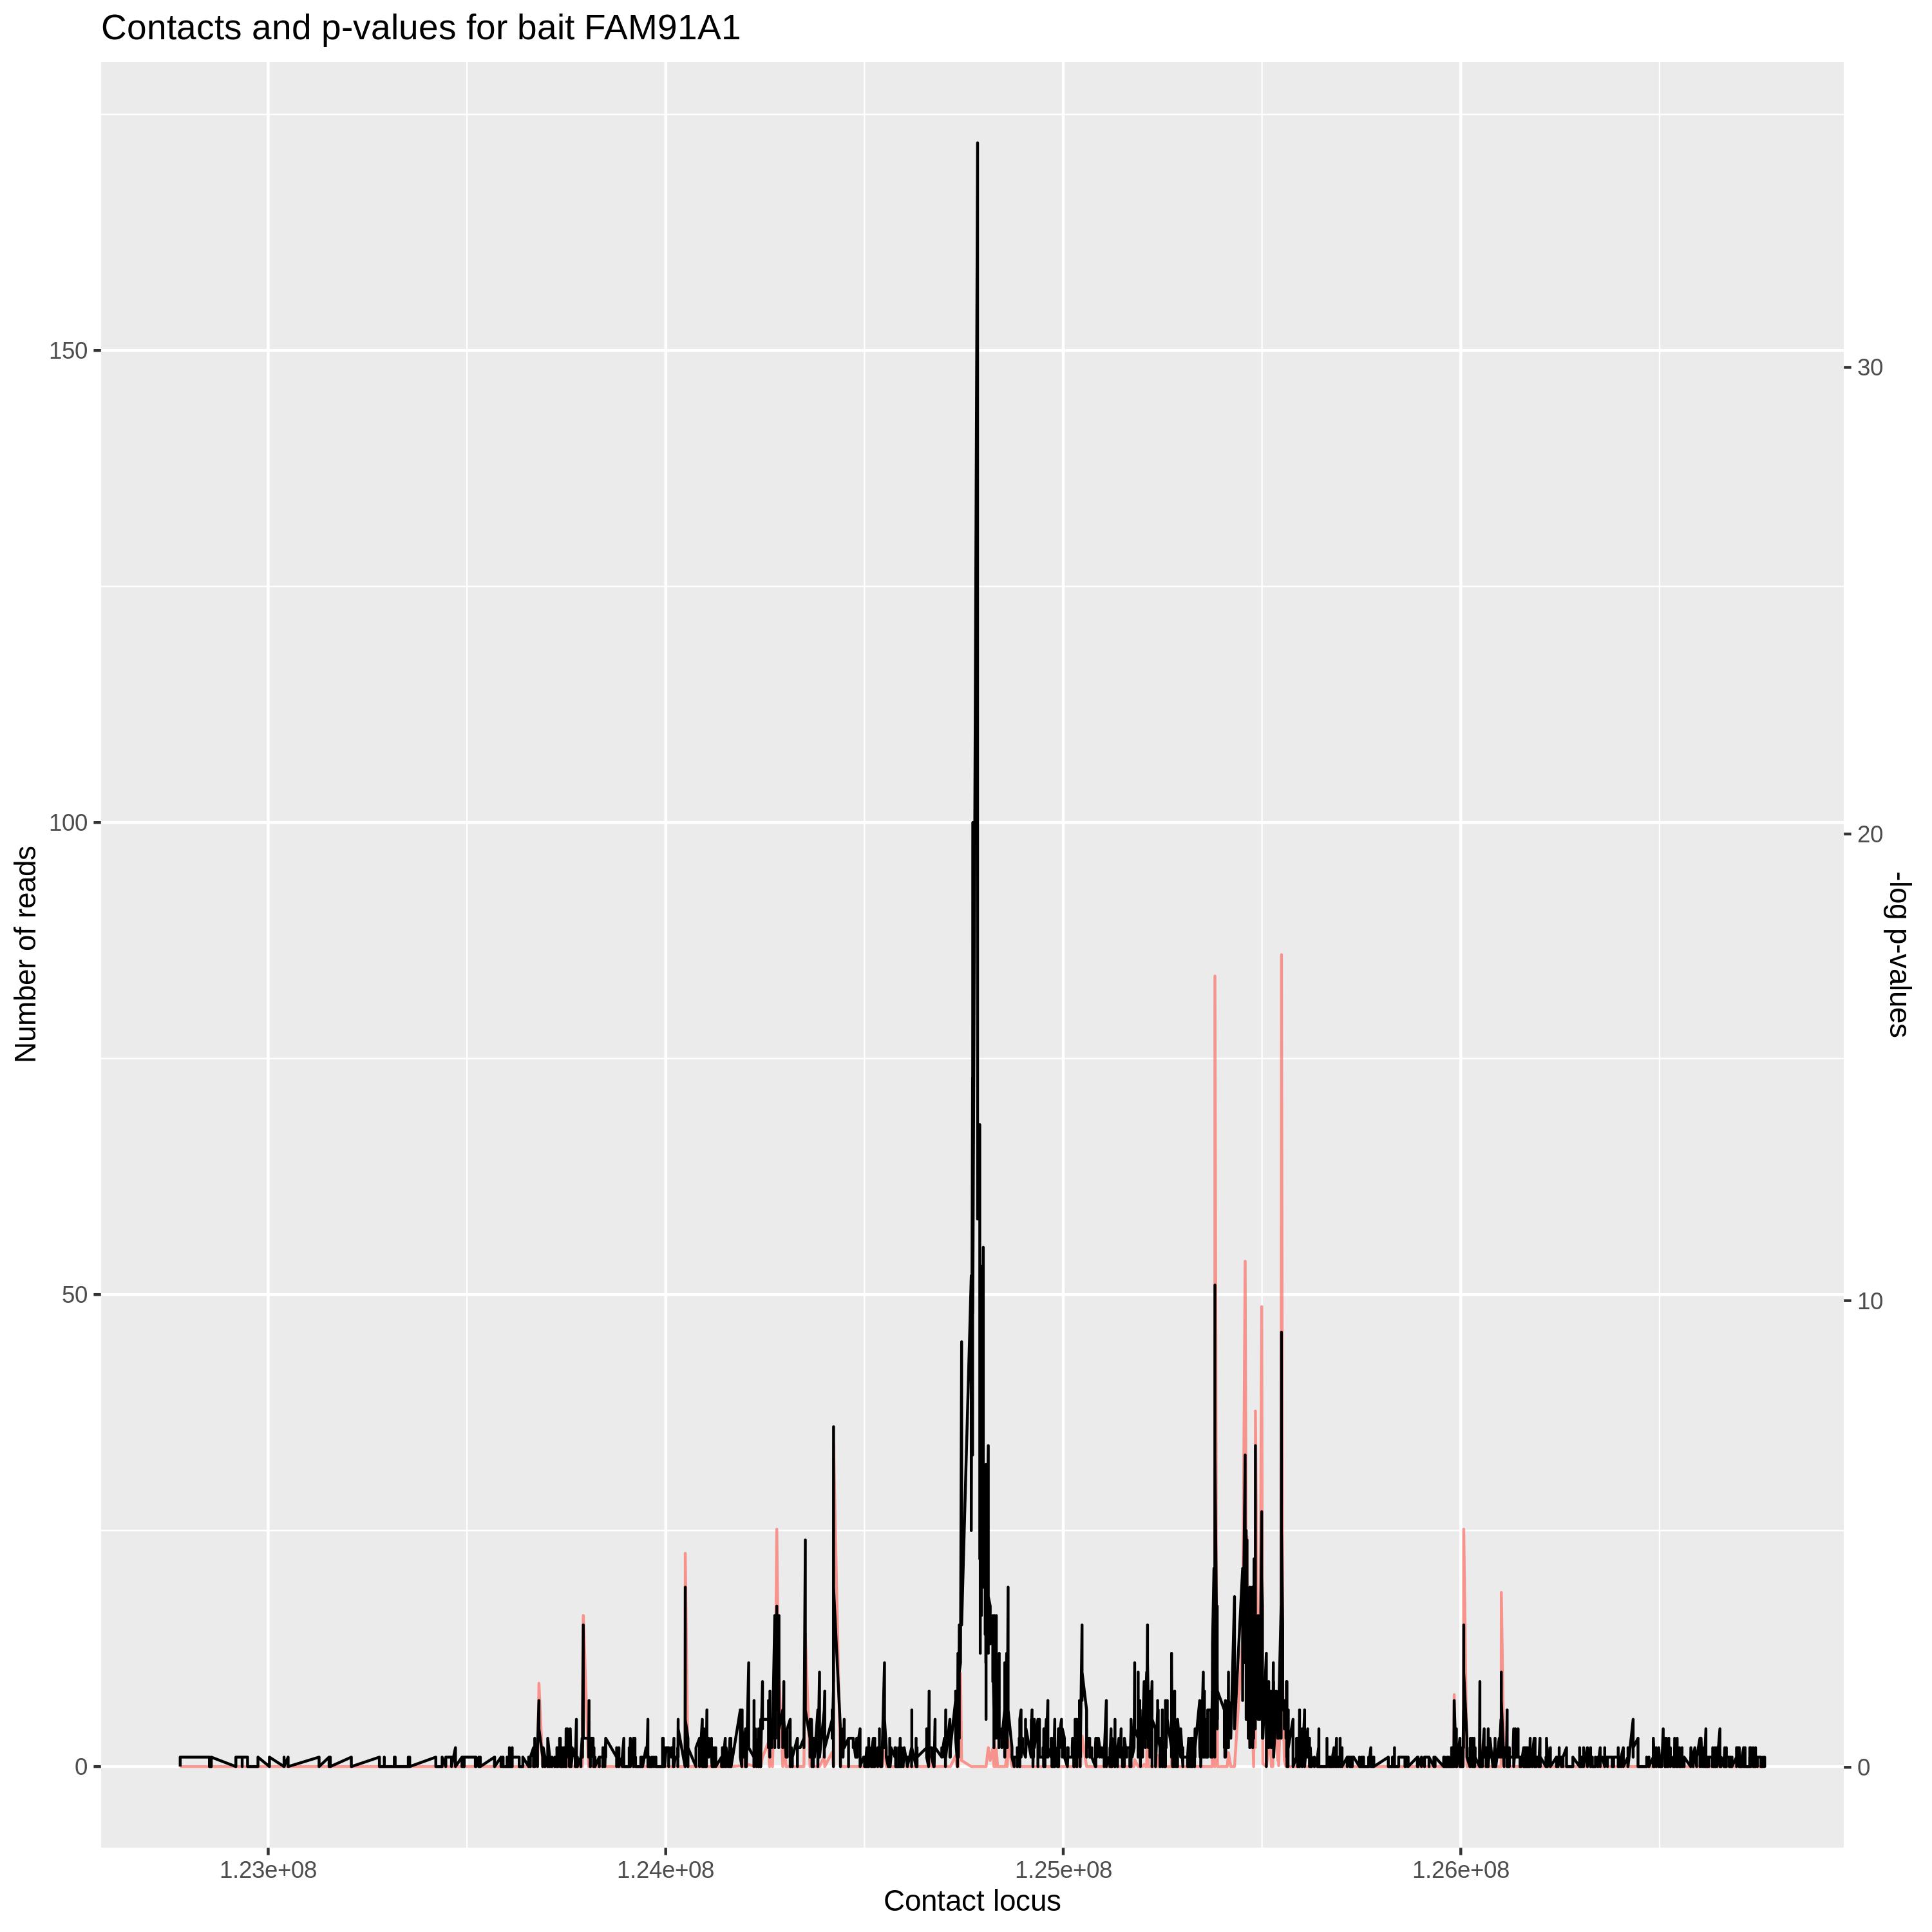 Contacts and p-values for bait FAM91A1
150
100
50
0
Number of reads
30
20
10
0
-log p-values
1.23e+08
1.24e+08
1.25e+08
1.26e+08
Contact locus